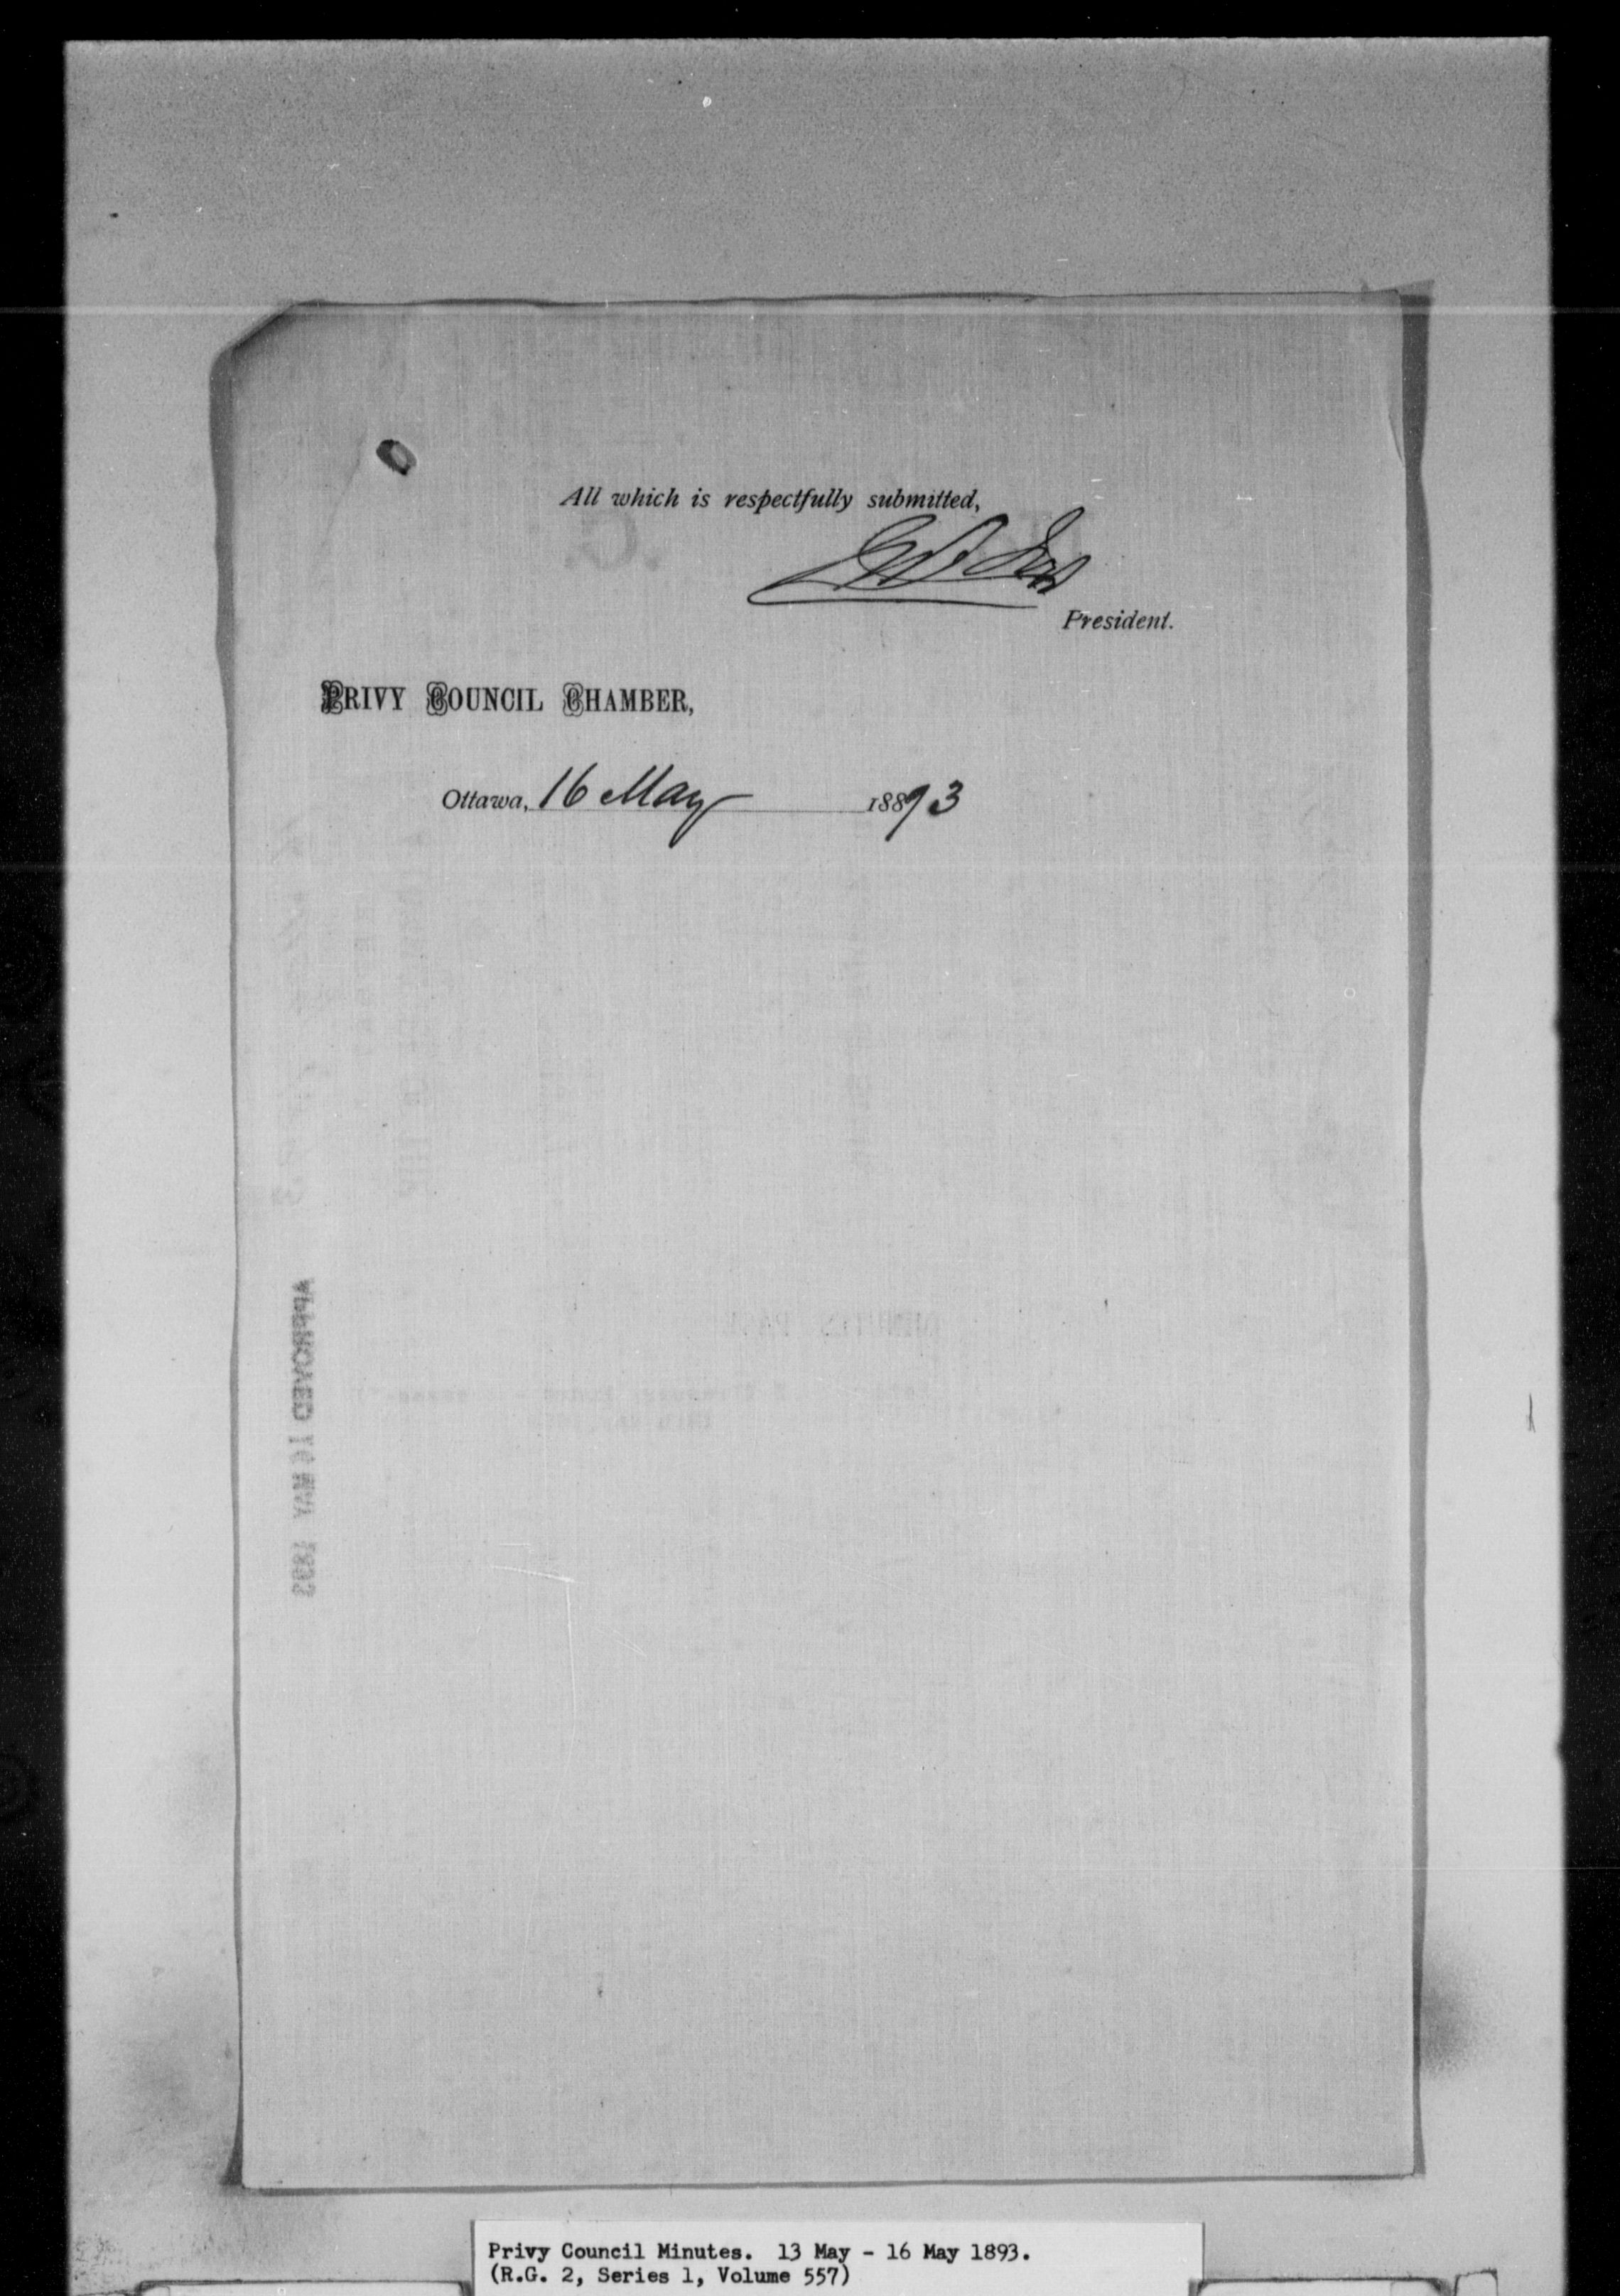 All which is respectfully submitted,
President.
PRIVY COUNCIL CHAMBER,
Ottawa, 16 May 18893
APPROVED 16 MAY 1893
Privy Council Minutes. 13 May - 16 May 1893.
(R.G. 2, Series 1, Volume 557)